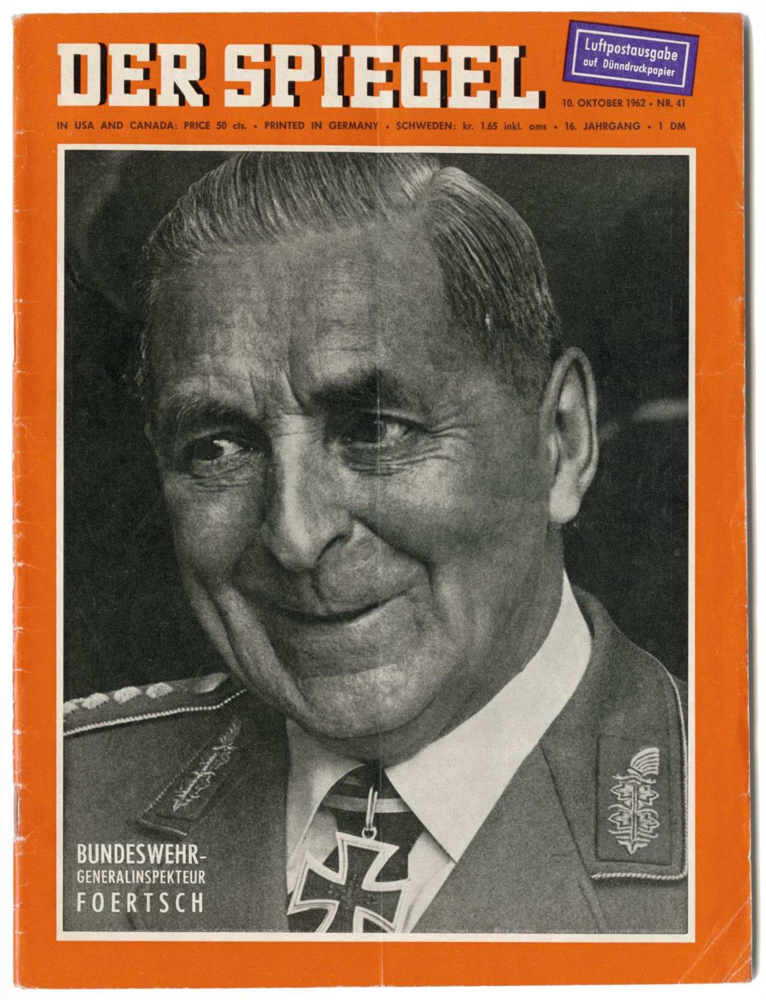 DER SPIEGEL
Luftpostausgabe
auf Dünndruckpapier
10. OKTOBER 1962 • NR. 41
IN USA AND CANADA: PRICE 50 cts. • PRINTED IN GERMANY • SCHWEDEN: kr. 1.65 inkl. oms • 16. JAHRGANG • 1 DM
BUNDESWEHR-
GENERALINSPEKTEUR
FOERTSCH